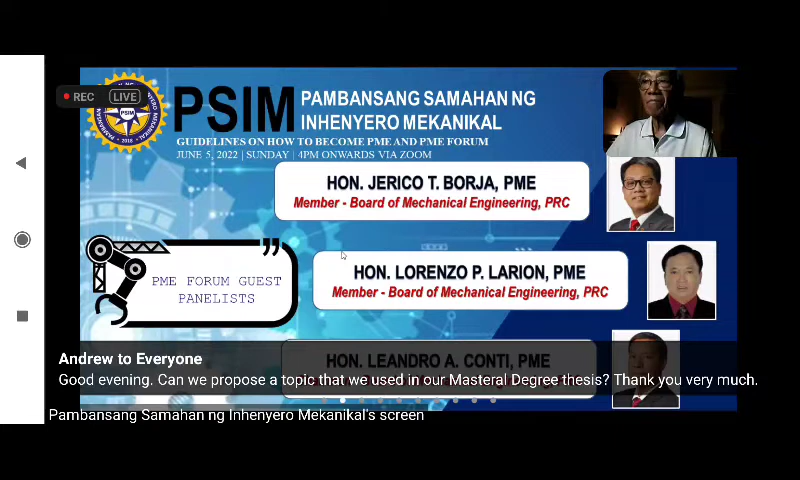 REC LIVE
PSIM
PSIM PAMBANSANG SAMAHAN NG
INHENYERO MEKANIKAL
GUIDELINES ON HOW TO BECOME PME AND PME FORUM
JUNE 5, 2022 | SUNDAY | 4PM ONWARDS VIA ZOOM
HON. JERICO T. BORJA, PME
Member - Board of Mechanical Engineering, PRC
PME FORUM GUEST
PANELISTS
HON. LORENZO P. LARION, PME
Member - Board of Mechanical Engineering, PRC
HON. LEANDRO A. CONTI, PME
Andrew to Everyone
Good evening. Can we propose a topic that we used in our Masteral Degree thesis? Thank you very much.
Pambansang Samahan ng Inhenyero Mekanikal's screen